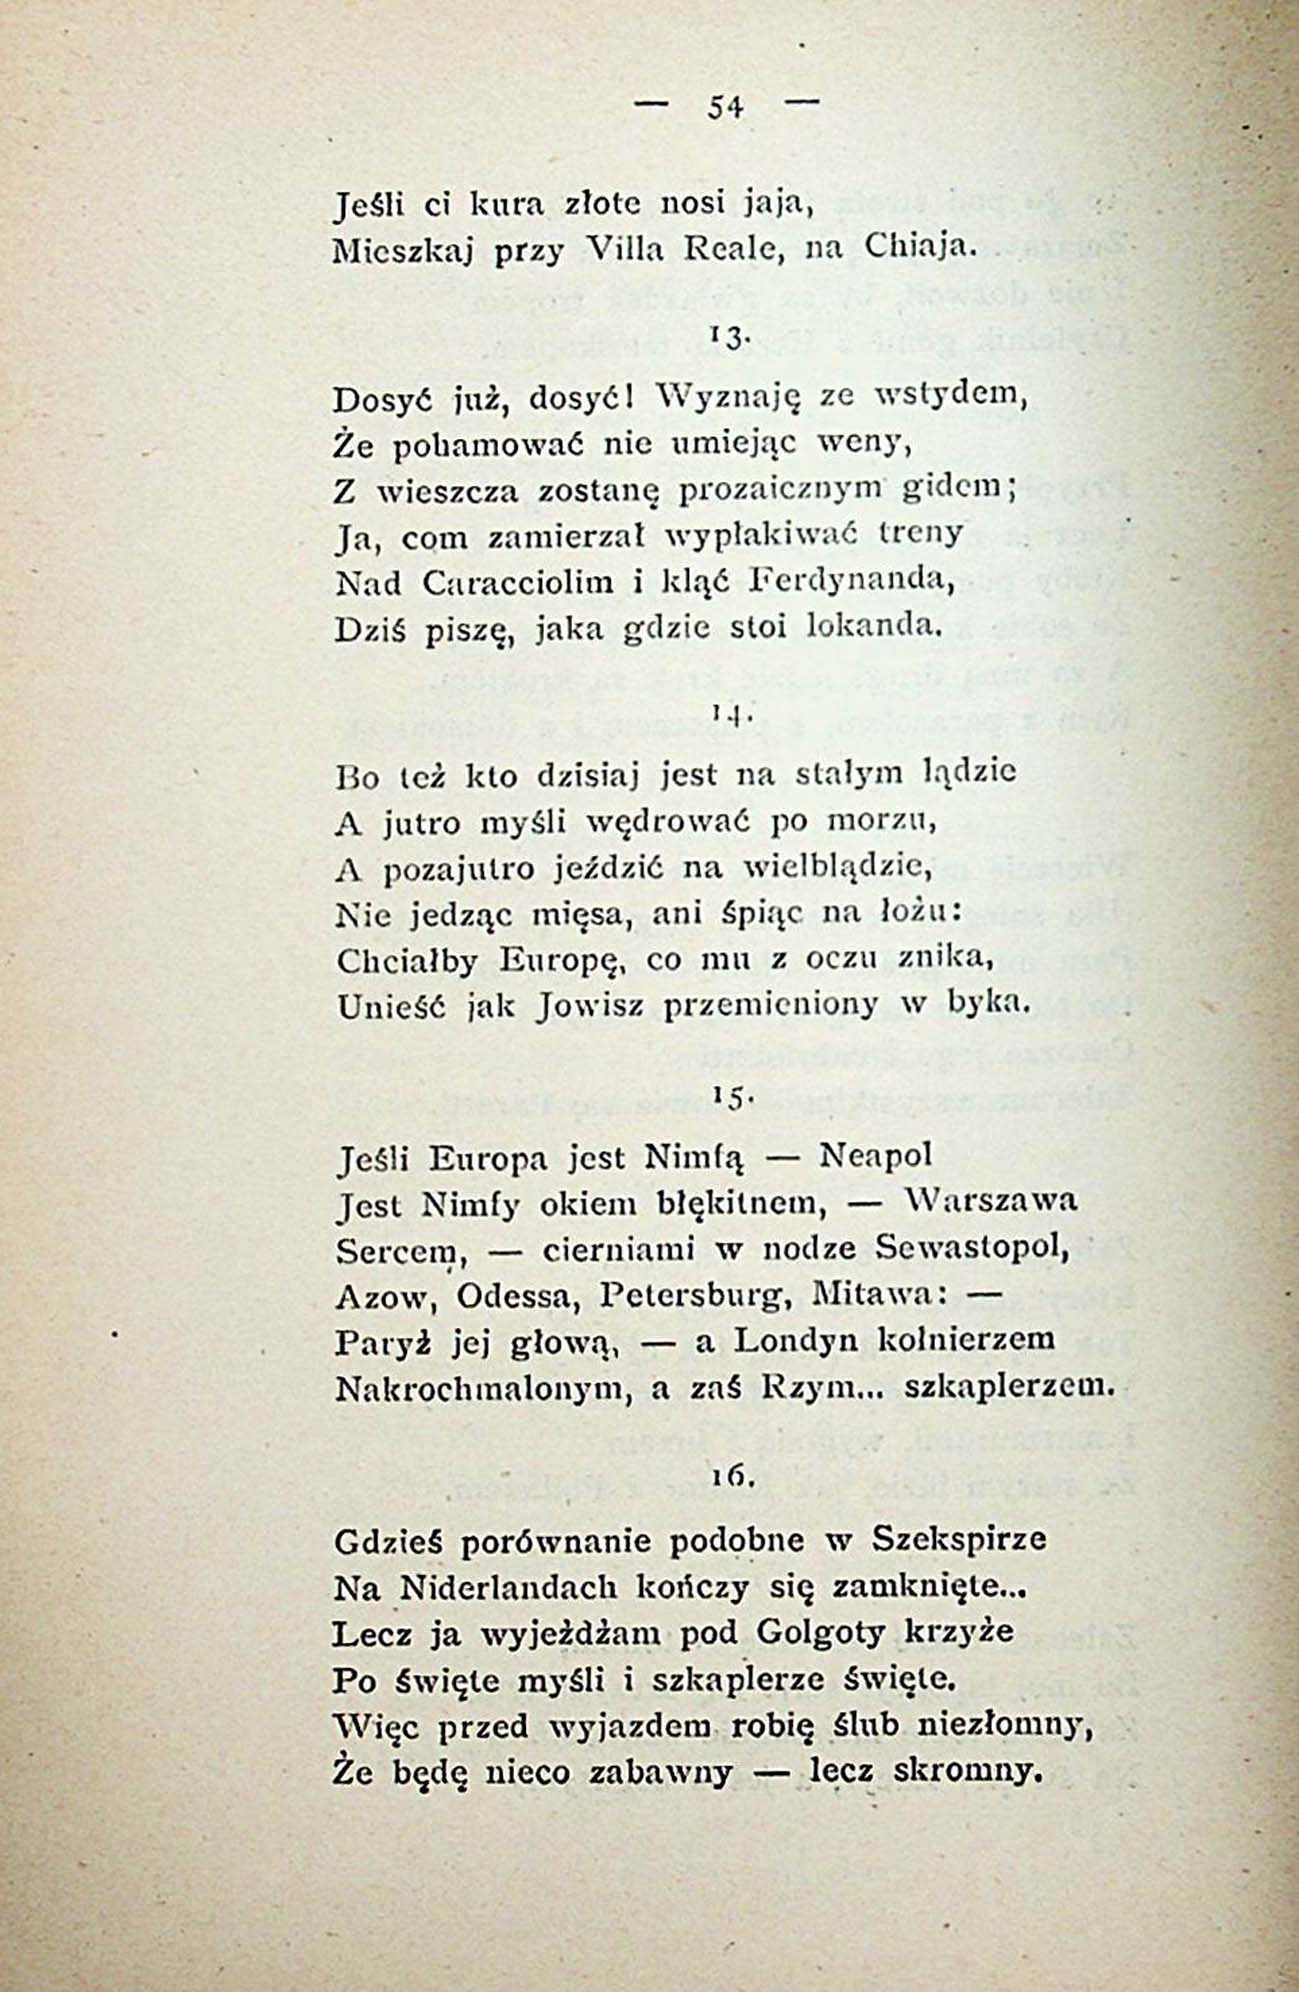 — 54 —
Jeśli ci kura złote nosi jaja,
Mieszkaj przy Villa Reale, na Chiaja.
13.
Dosyć już, dosyć! Wyznaję ze wstydem,
Że pohamować nie umiejąc weny,
Z wieszcza zostanę prozaicznym gidem;
Ja, com zamierzał wypłakiwać treny
Nad Caracciolim i kląć Ferdynanda,
Dziś piszę, jaka gdzie stoi lokanda.
14.
Bo też kto dzisiaj jest na stałym lądzie
A jutro myśli wędrować po morzu,
A pozajutro jeździć na wielblądzie,
Nie jedząc mięsa, ani śpiąc na łożu:
Chciałby Europę, co mu z oczu znika,
Unieść jak Jowisz przemieniony w byka.
15.
Jeśli Europa jest Nimfą — Neapol
Jest Nimfy okiem błękitnem, — Warszawa
Sercem, — cierniami w nodze Sewastopol,
Azow, Odessa, Petersburg, Mitawa: —
Paryż jej głową, — a Londyn kołnierzem
Nakrochmalonym, a zaś Rzym... szkaplerzem.
16.
Gdzieś porównanie podobne w Szekspirze
Na Niderlandach kończy się zamknięte...
Lecz ja wyjeżdżam pod Golgoty krzyże
Po święte myśli i szkaplerze święte.
Więc przed wyjazdem robię ślub niezłomny,
Że będę nieco zabawny — lecz skromny.